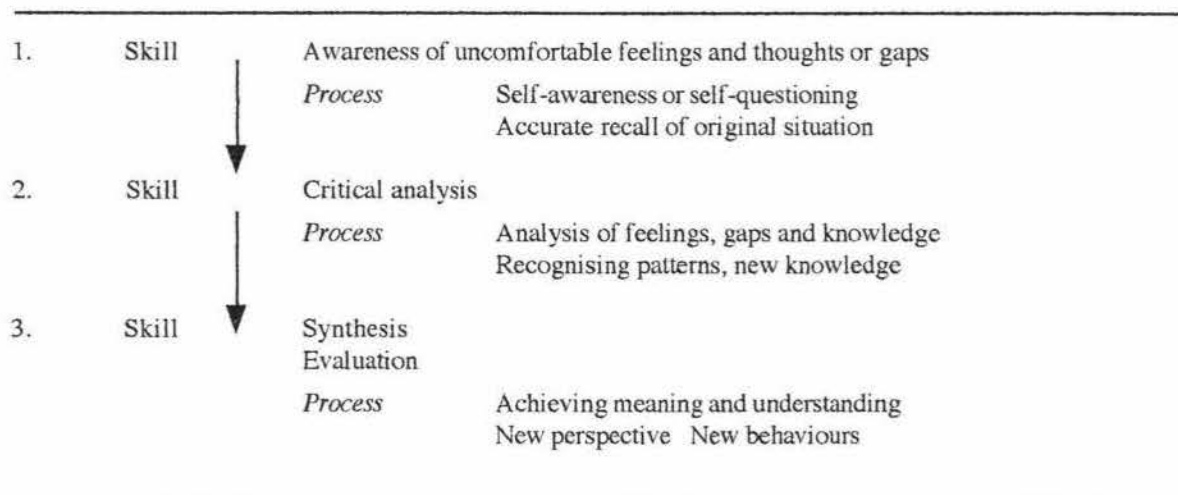 1. Skill Awareness of uncomfortable feelings and thoughts or gaps
Process Self-awareness or self-questioning
Accurate recall of original situation
2. Skill Critical analysis
Process Analysis of feelings, gaps and knowledge
Recognising patterns, new knowledge
3. Skill Synthesis
Evaluation
Process Achieving meaning and understanding
New perspective New behaviours